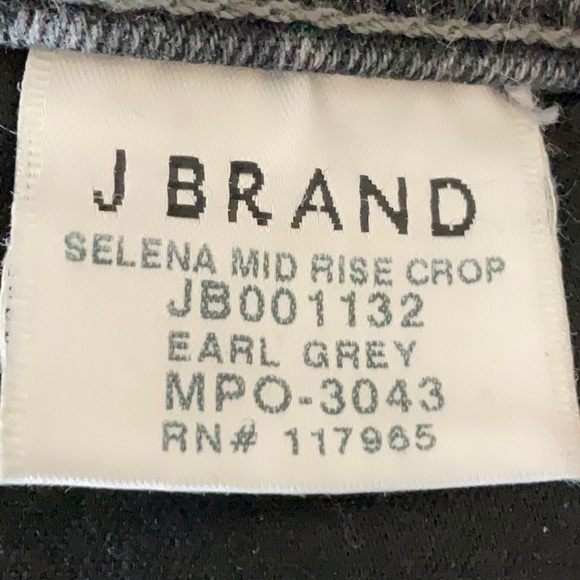 J BRAND
SELENA MID RISE CROP
JB001132
EARL GREY
MPO-3043
RN# 117965